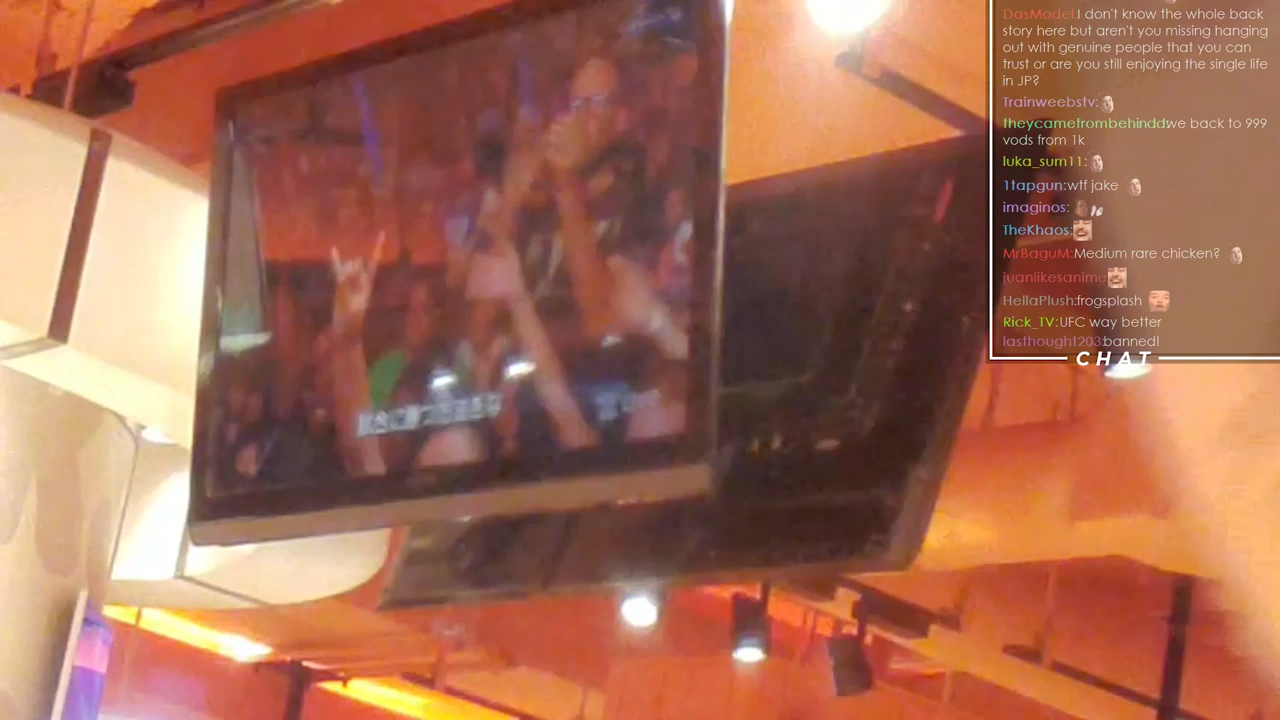 DasModel:I don't know the whole back
story here but aren't you missing hanging
out with genuine people that you can
trust or are you still enjoying the single life
in JP?
Trainweebstv:
theycamefrombehindd:we back to 999
vods from 1k
luka_sum11:
1tapgun:wtf jake
imaginos:
TheKhaos:
MrBaguM:Medium rare chicken?
juanlikesanime
HellaPlush:frogsplash
Rick_TV:UFC way better
lasthought203:banned!
CHAT